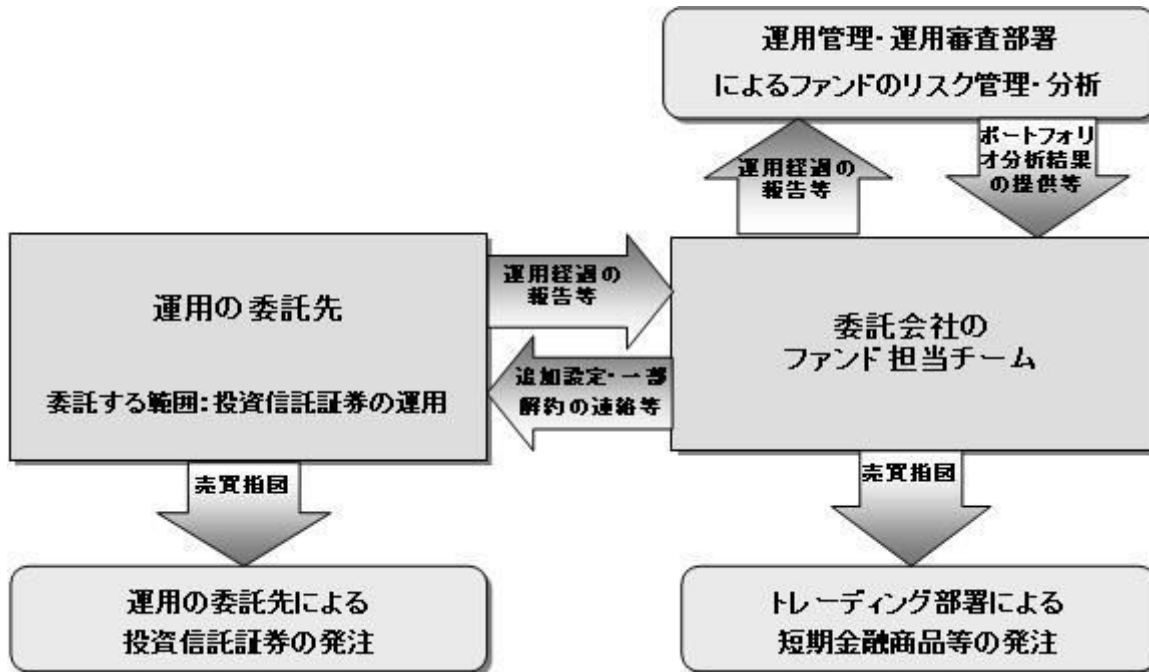 運用管理・運用審査部署
によるファンドのリスク管理・分析
運用経過の
報告等
ポートフォリ
オ分析結果
の提供等
運用の委託先
委託する範囲:投資信託証券の運用
運用経過の
報告等
追加設定・一部
解約の連絡等
委託会社の
ファンド担当チーム
売買指図
売買指図
運用の委託先による
投資信託証券の発注
トレーディング部署による
短期金融商品等の発注